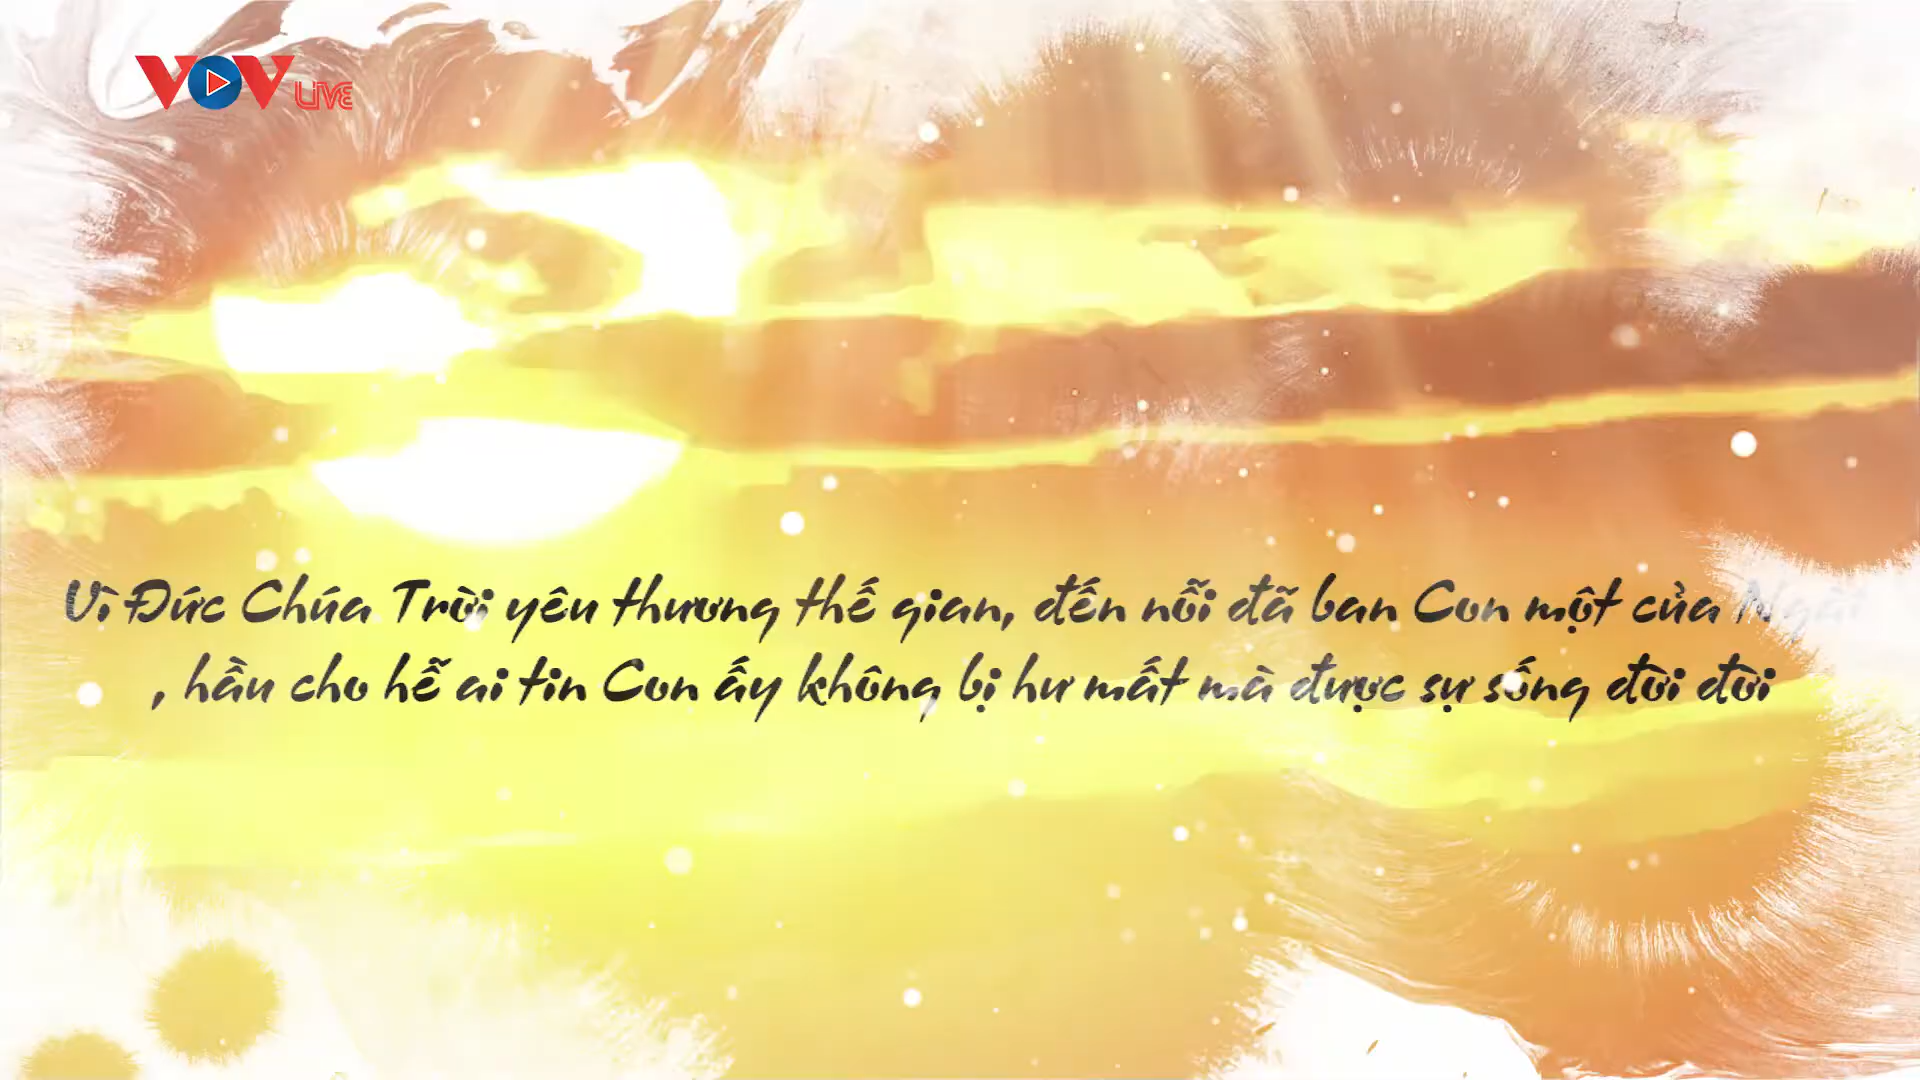 VOV LIVE
Vì Đức Chúa Trời yêu thương thế gian, đến nỗi đã ban Con một của Ngài
, hầu cho hễ ai tin Con ấy không bị hư mất mà được sự sống đời đời